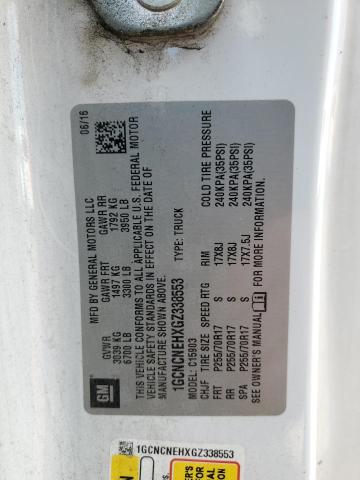 GM
MFD BY GENERAL MOTORS LLC
06/16
GVWR GAWR FRT GAWR RR
3039 KG 1497 KG 1792 KG
6700 LB 3300 LB 3950 LB
THIS VEHICLE CONFORMS TO ALL APPLICABLE U.S. FEDERAL MOTOR
VEHICLE SAFETY STANDARDS IN EFFECT ON THE DATE OF
MANUFACTURE SHOWN ABOVE.
1GCNCNEHXGZ338553
TYPE: TRUCK
C15903
CHJF TIRE SIZE SPEED RTG RIM COLD TIRE PRESSURE
FRT P255/70R17 S 17X8J 240KPA(35PSI)
RR P255/70R17 S 17X8J 240KPA(35PSI)
SPA P255/70R17 S 17X7.5J 240KPA(35PSI)
SEE OWNER'S MANUAL
1GCNCNEHXGZ338553